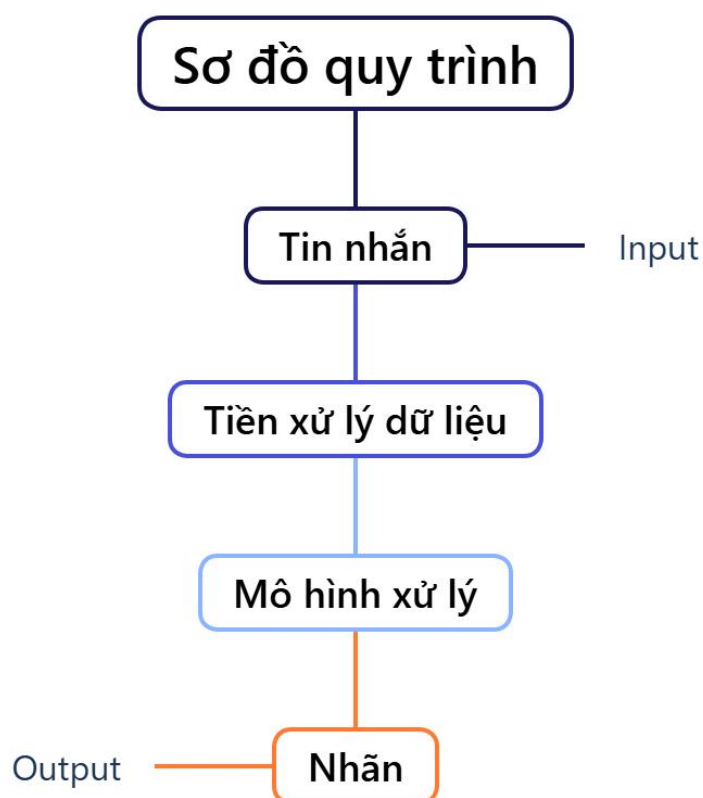 Sơ đồ quy trình
Tin nhắn
Input
Tiền xử lý dữ liệu
Mô hình xử lý
Output
Nhãn